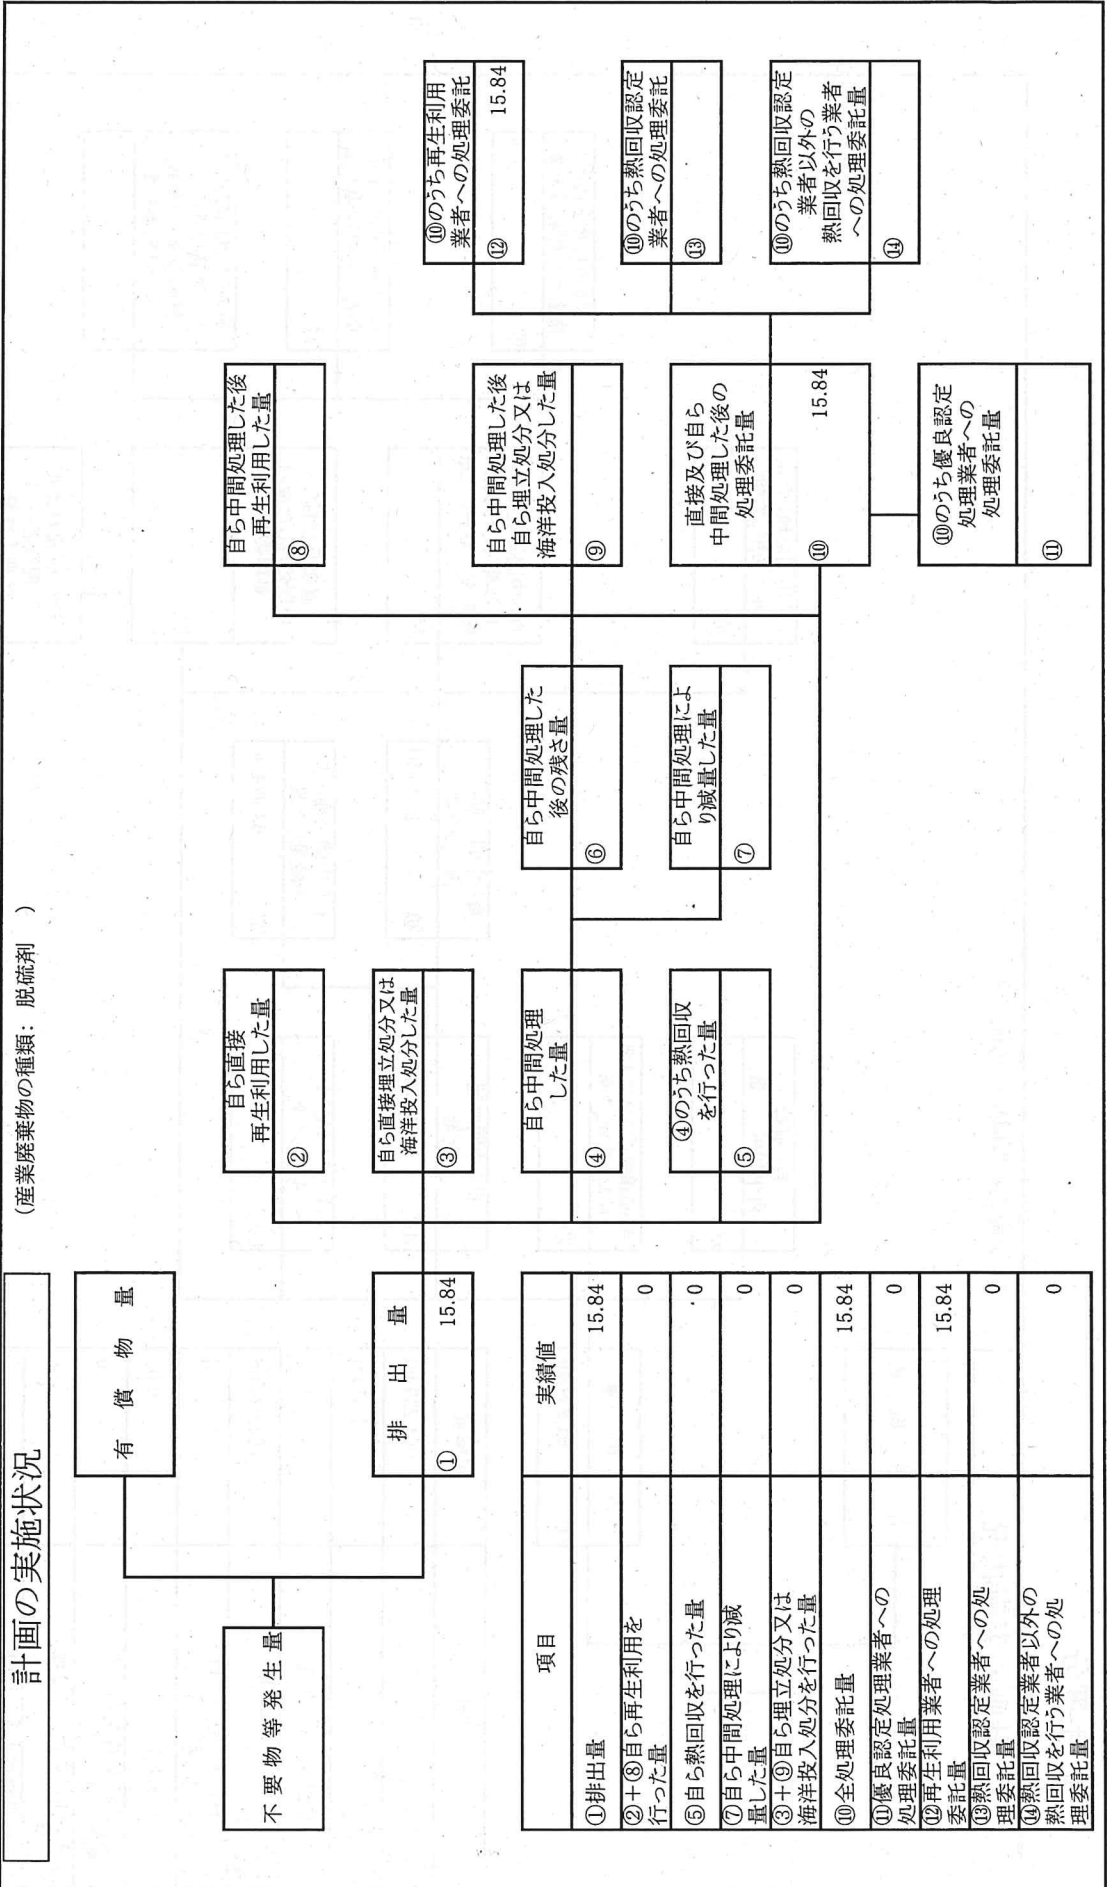 計画の実施状況
(産業廃棄物の種類: 脱硫剤 )
不要物等発生量
有償物量
排出量
① 15.84
自ら直接
再生利用した量
②
自ら直接埋立処分又は
海洋投入処分した量
③
自ら中間処理
した量
④
④のうち熱回収
を行った量
⑤
自ら中間処理した
後の残さ量
⑥
自ら中間処理によ
り減量した量
⑦
自ら中間処理した後
再生利用した量
⑧
自ら中間処理した後
自ら埋立処分又は
海洋投入処分した量
⑨
直接及び自ら
中間処理した後の
処理委託量
⑩ 15.84
⑩のうち優良認定
処理業者への
処理委託量
⑪
⑩のうち再生利用
業者への処理委託
⑫ 15.84
⑩のうち熱回収認定
業者への処理委託
⑬
⑩のうち熱回収認定
業者以外の
熱回収を行う業者
への処理委託量
⑭
項目 実績値
①排出量 15.84
②+⑧自ら再生利用を
行った量 0
⑤自ら熱回収を行った量 0
⑦自ら中間処理により減
量した量 0
③+⑨自ら埋立処分又は
海洋投入処分を行った量 0
⑩全処理委託量 15.84
⑪優良認定処理業者への
処理委託量 0
⑫再生利用業者への処理
委託量 15.84
⑬熱回収認定業者への処
理委託量 0
⑭熱回収認定業者以外の
熱回収を行う業者への処
理委託量 0